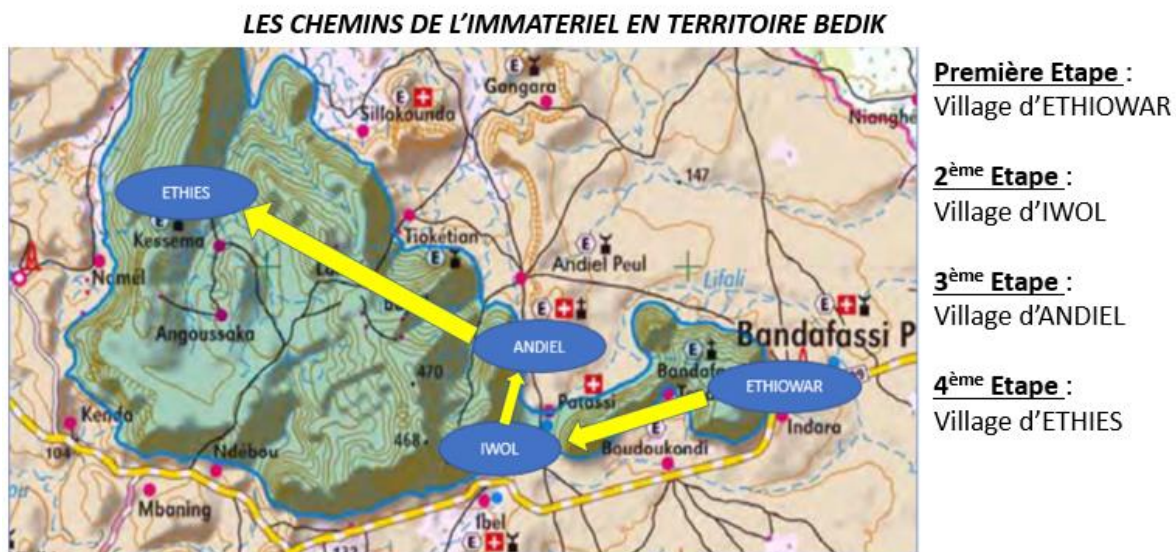 LES CHEMINS DE L'IMMATERIEL EN TERRITOIRE BEDIK
Première Etape :
Village d'ETHIOWAR
2ème Etape :
Village d'IWOL
3ème Etape :
Village d'ANDIEL
4ème Etape :
Village d'ETHIES
Gangara
E
Sillokounda
E
147
ETHIES
E
Kessema
Tiokétian
E
E
Andiel Peul
Lifali
Namél
Angoussaka
E
E
ANDIEL
Bandafassi P
E
ETHIOWAR
470
Patassi
Kenda
468
IWOL
E
Boudoukondi
Indara
104
Ndébou
Mbaning
Ibel
E